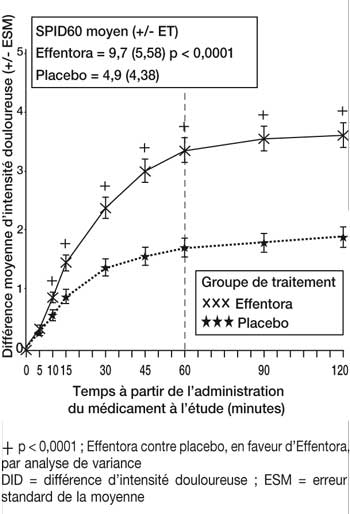 SPID60 moyen (+/- ET)
Effentora = 9,7 (5,58) p < 0,0001
Placebo = 4,9 (4,38)
Différence moyenne d'intensité douloureuse (+/- ESM)
5
4
3
2
1
0
Groupe de traitement
××× Effentora
★★★ Placebo
0 5 10 15 30 45 60 90 120
Temps à partir de l'administration
du médicament à l'étude (minutes)
+ p < 0,0001 ; Effentora contre placebo, en faveur d'Effentora,
par analyse de variance
DID = différence d'intensité douloureuse ; ESM = erreur
standard de la moyenne